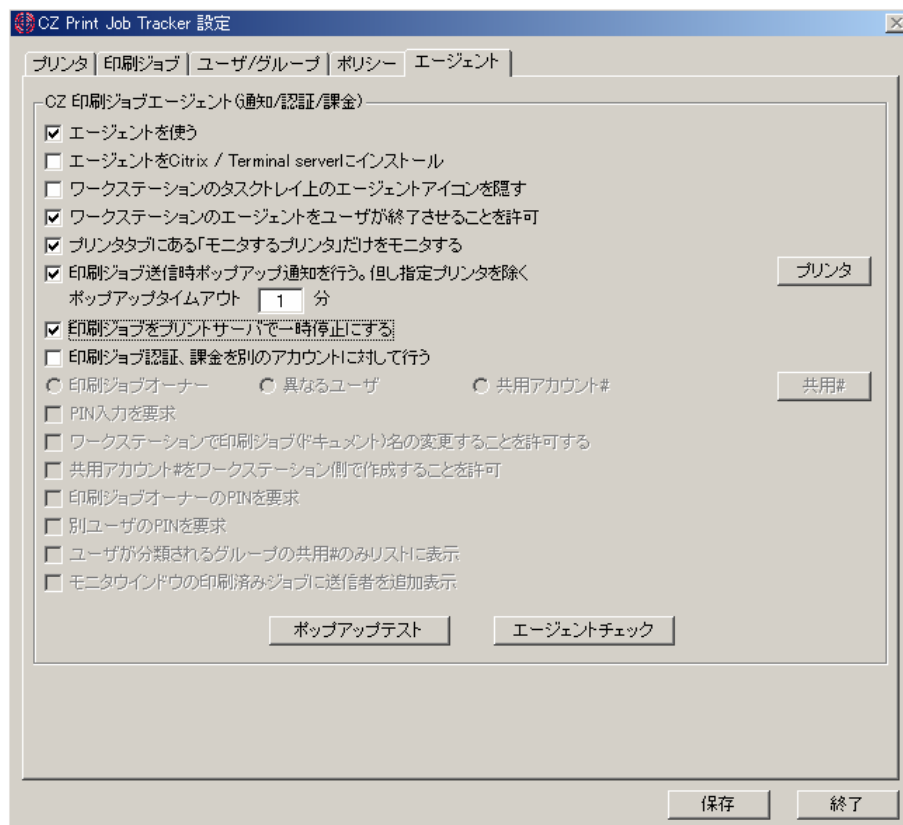 CZ Print Job Tracker 設定
プリンタ 印刷ジョブ ユーザ/グループ ポリシー エージェント
CZ 印刷ジョブエージェント(通知/認証/課金)
エージェントを使う
エージェントをCitrix / Terminal serverにインストール
ワークステーションのタスクトレイ上のエージェントアイコンを隠す
ワークステーションのエージェントをユーザが終了させることを許可
プリンタタブにある「モニタするプリンタ」だけをモニタする
印刷ジョブ送信時ポップアップ通知を行う。但し指定プリンタを除く プリンタ
ポップアップタイムアウト 1 分
印刷ジョブをプリントサーバで一時停止にする
印刷ジョブ認証、課金を別のアカウントに対して行う
印刷ジョブオーナー 異なるユーザ 共用アカウント# 共用#
PIN入力を要求
ワークステーションで印刷ジョブ(ドキュメント)名の変更することを許可する
共用アカウント#をワークステーション側で作成することを許可
印刷ジョブオーナーのPINを要求
別ユーザのPINを要求
ユーザが分類されるグループの共用#のみリストに表示
モニタウインドウの印刷済みジョブに送信者を追加表示
ポップアップテスト エージェントチェック
保存 終了